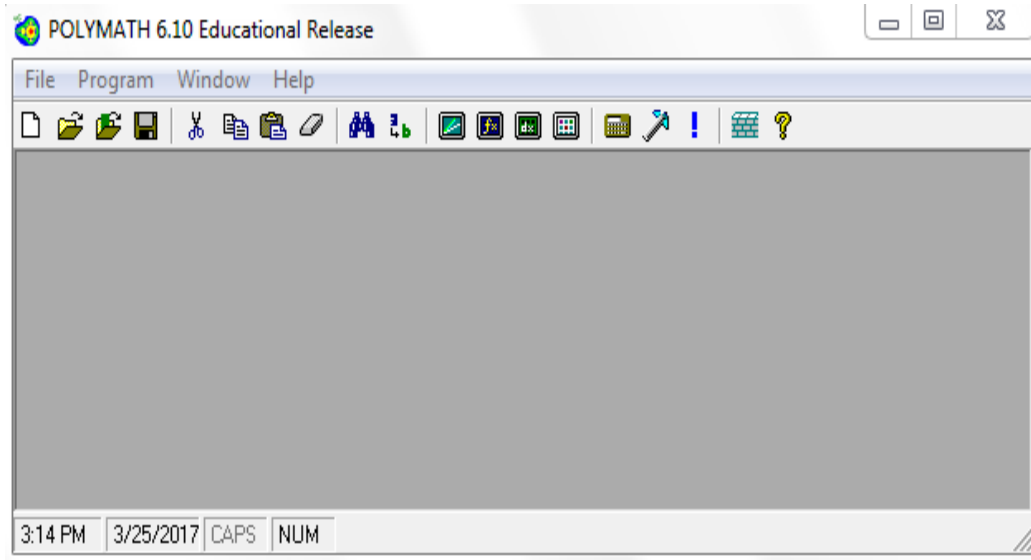 POLYMATH 6.10 Educational Release
File Program Window Help
3:14 PM 3/25/2017 CAPS NUM